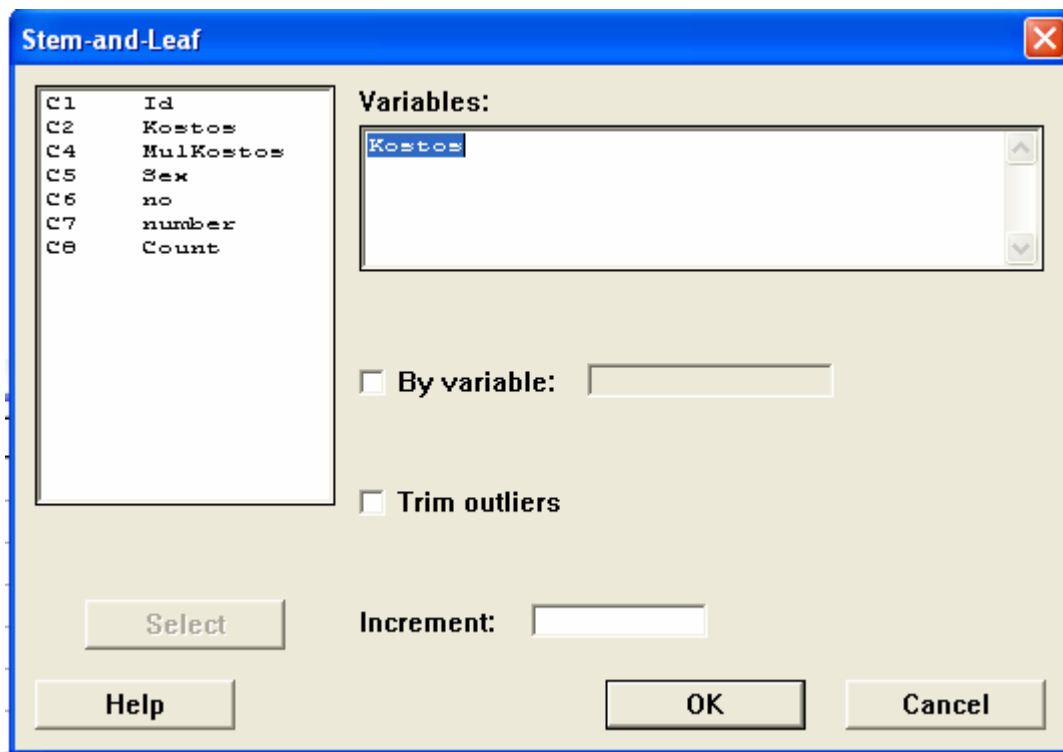 Stem-and-Leaf
C1 Id
C2 Kostos
C4 MulKostos
C5 Sex
C6 no
C7 number
C8 Count
Variables:
Kostos
By variable:
Trim outliers
Select
Increment:
Help
OK
Cancel